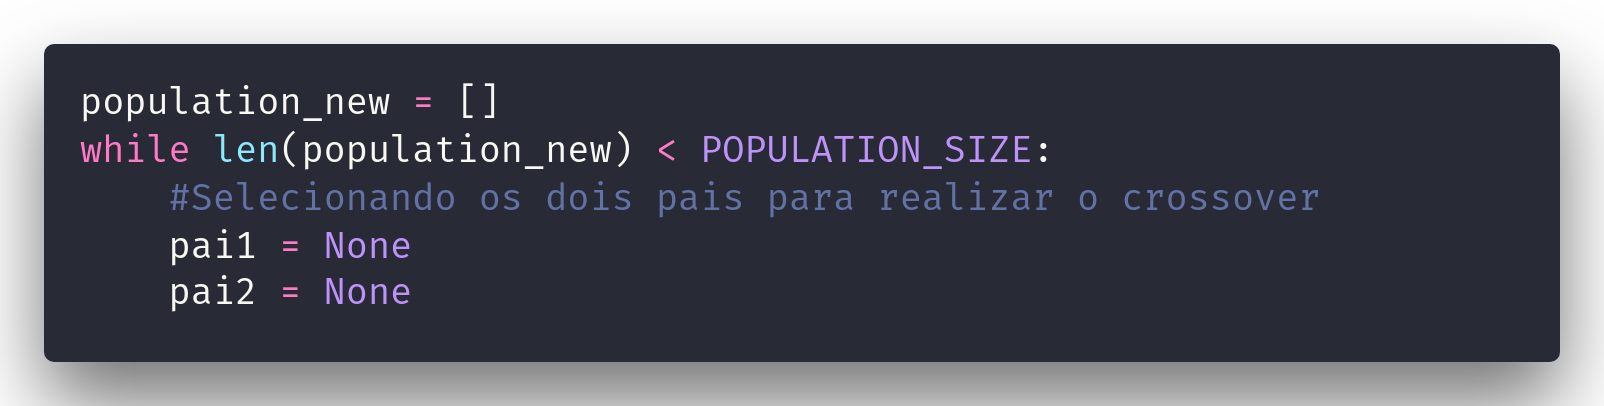 population_new = []
while len(population_new) < POPULATION_SIZE:
    #Selecionando os dois pais para realizar o crossover
    pai1 = None
    pai2 = None